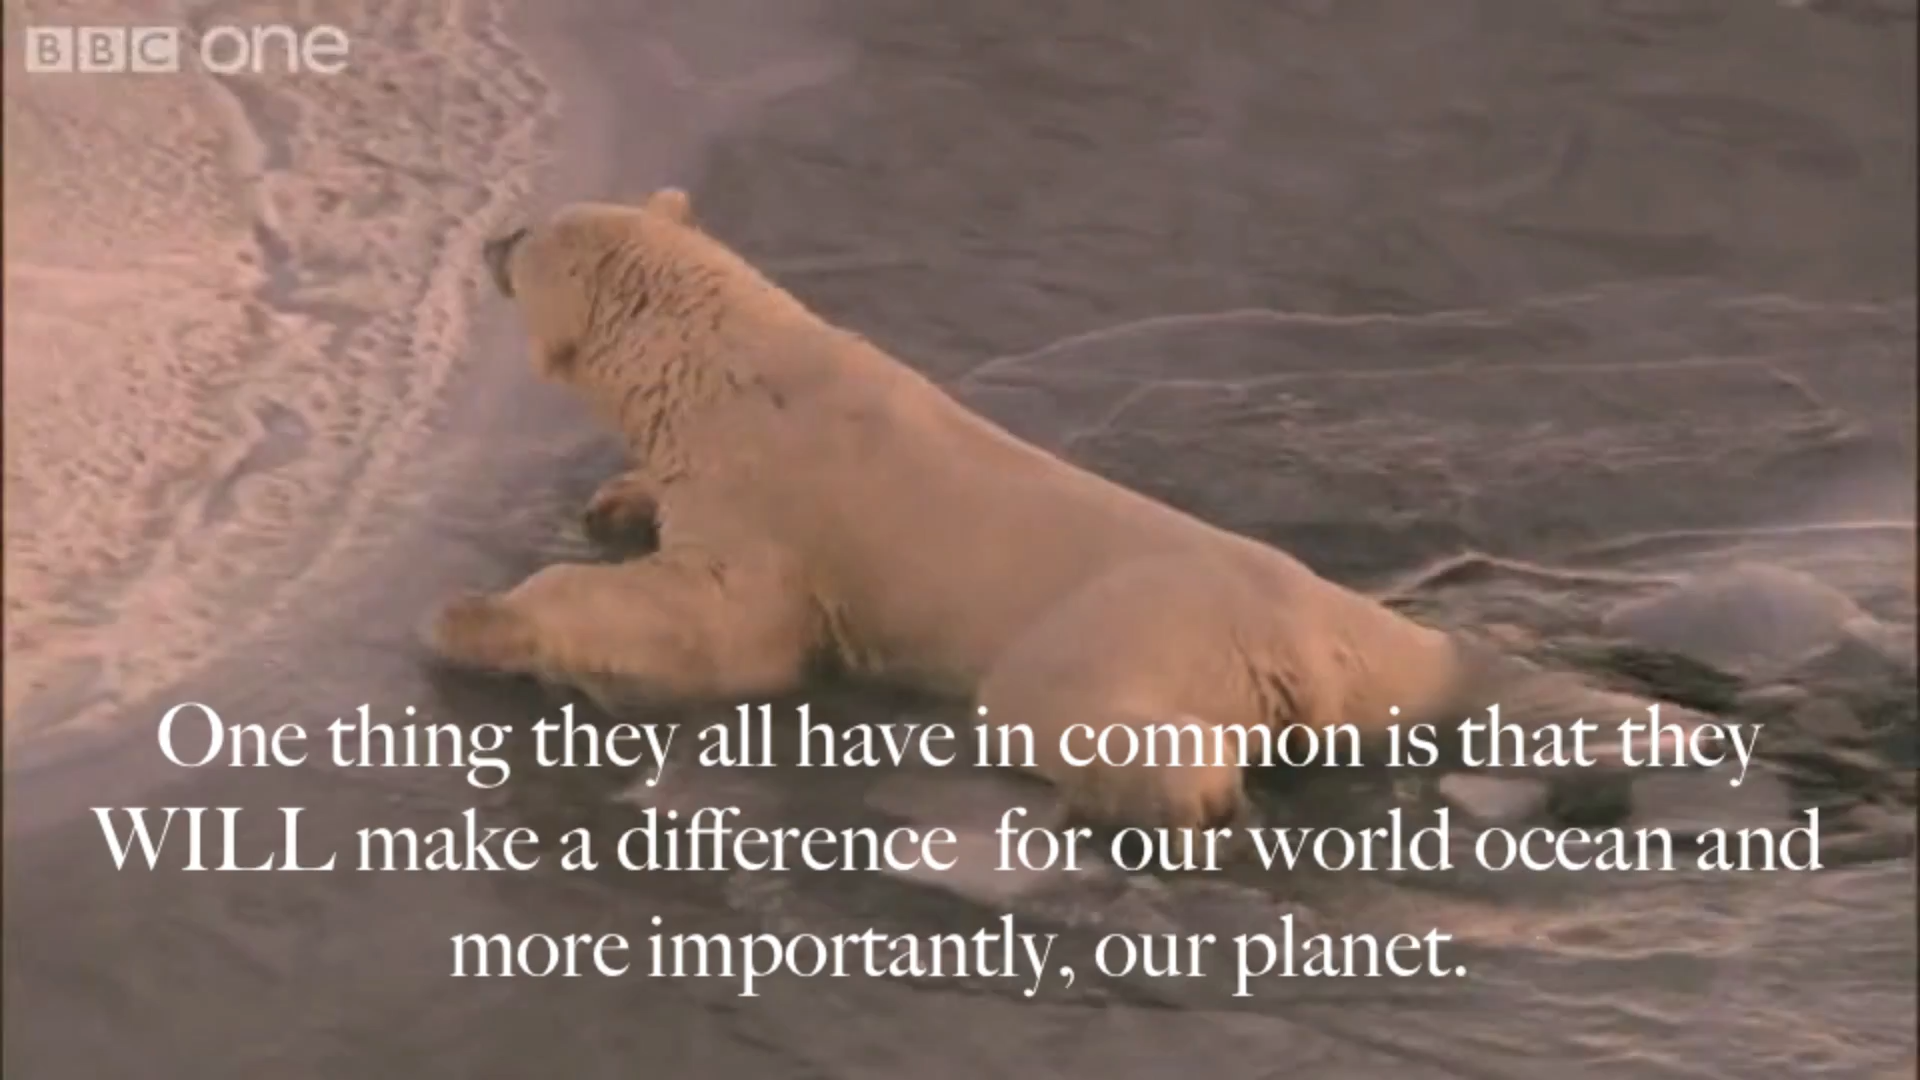 BBC one
One thing they all have in common is that they
WILL make a difference  for our world ocean and
more importantly, our planet.